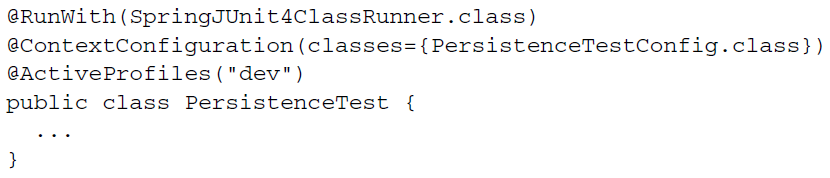 @RunWith(SpringJUnit4ClassRunner.class)
@ContextConfiguration(classes={PersistenceTestConfig.class})
@ActiveProfiles("dev")
public class PersistenceTest {
  ...
}